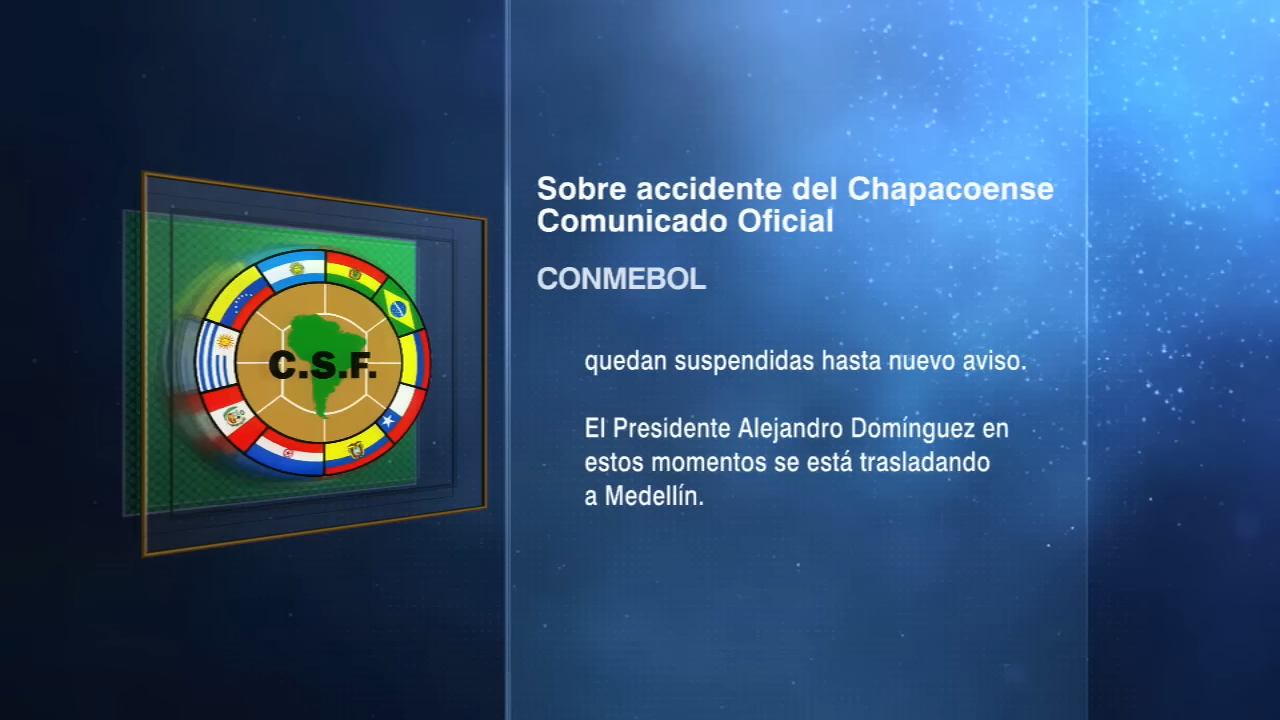 C.S.F.
Sobre accidente del Chapacoense
Comunicado Oficial
CONMEBOL
quedan suspendidas hasta nuevo aviso.
El Presidente Alejandro Domínguez en
estos momentos se está trasladando
a Medellín.